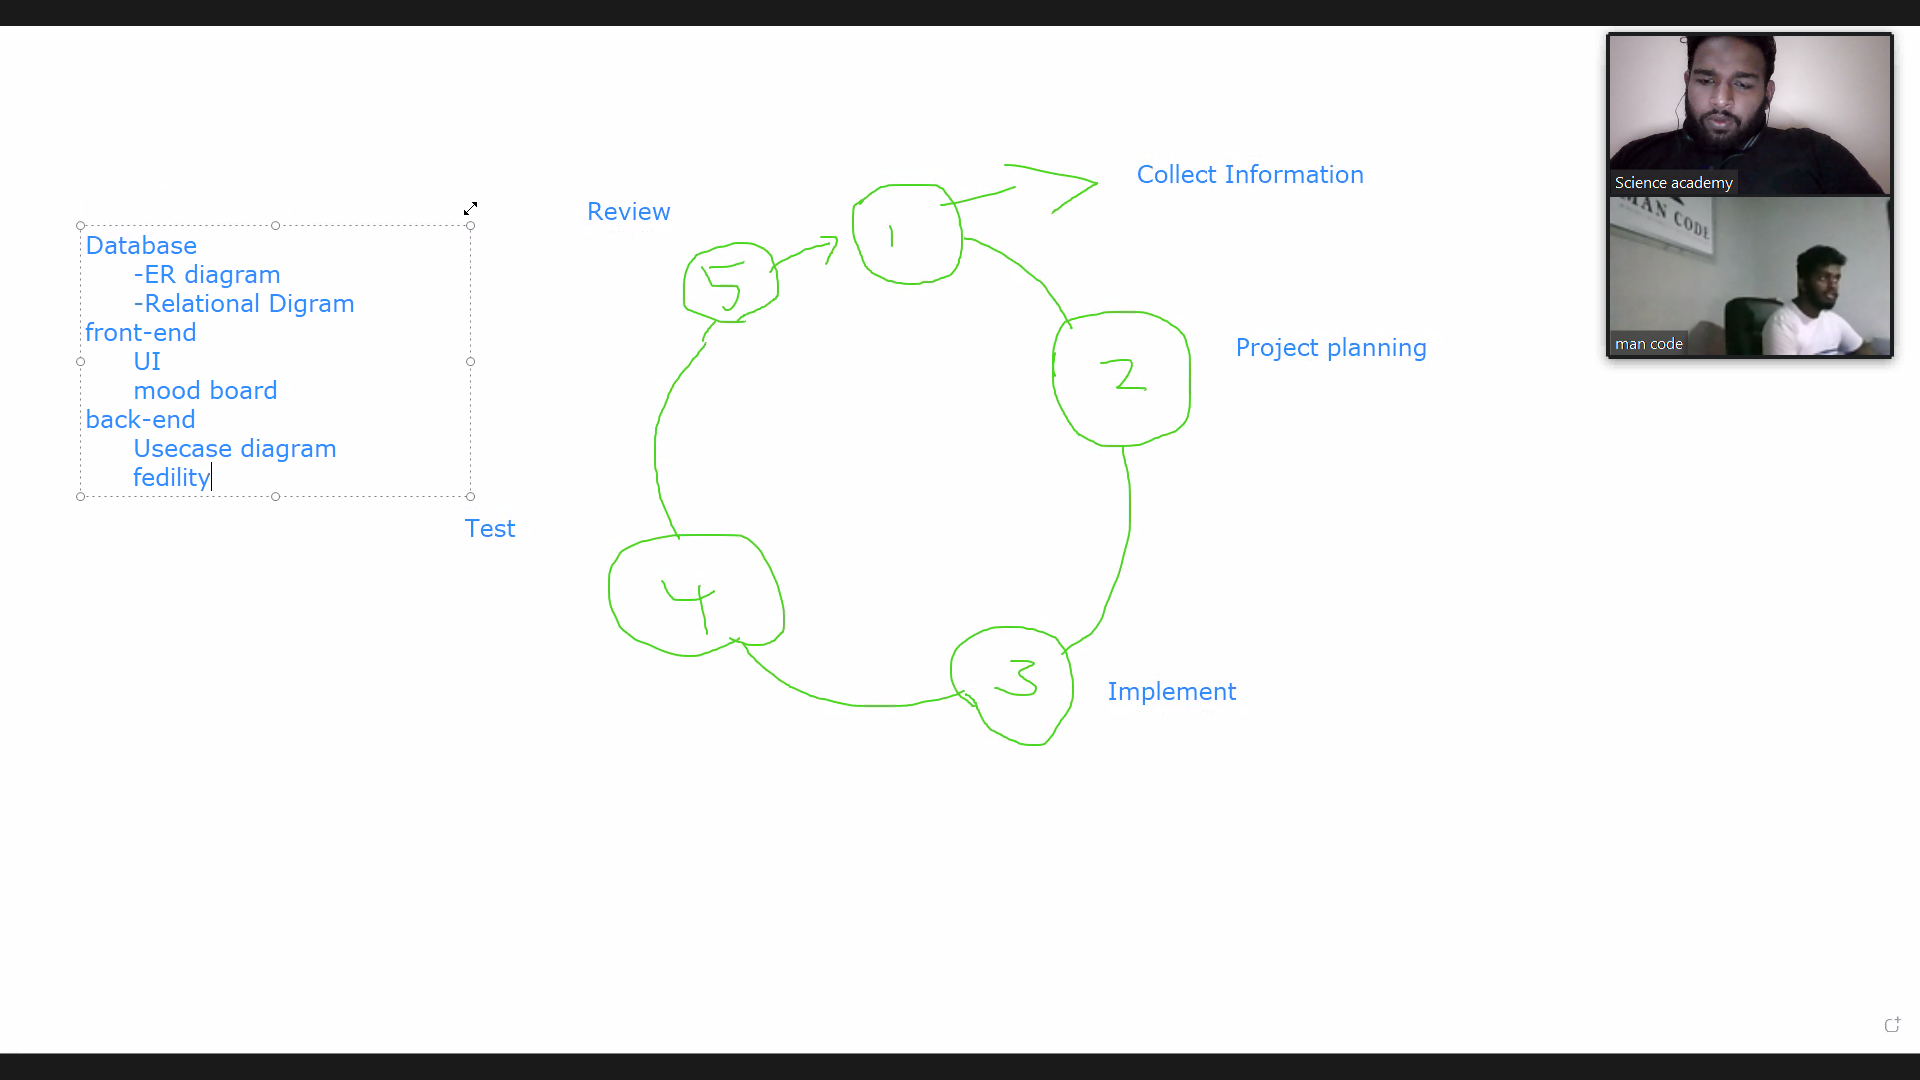 Collect Information
Review
1
5
Database
-ER diagram
-Relational Digram
front-end
UI
mood board
back-end
Usecase diagram
fedility
Project planning
2
Test
4
3
Implement
Science academy
MAN CODE
man code